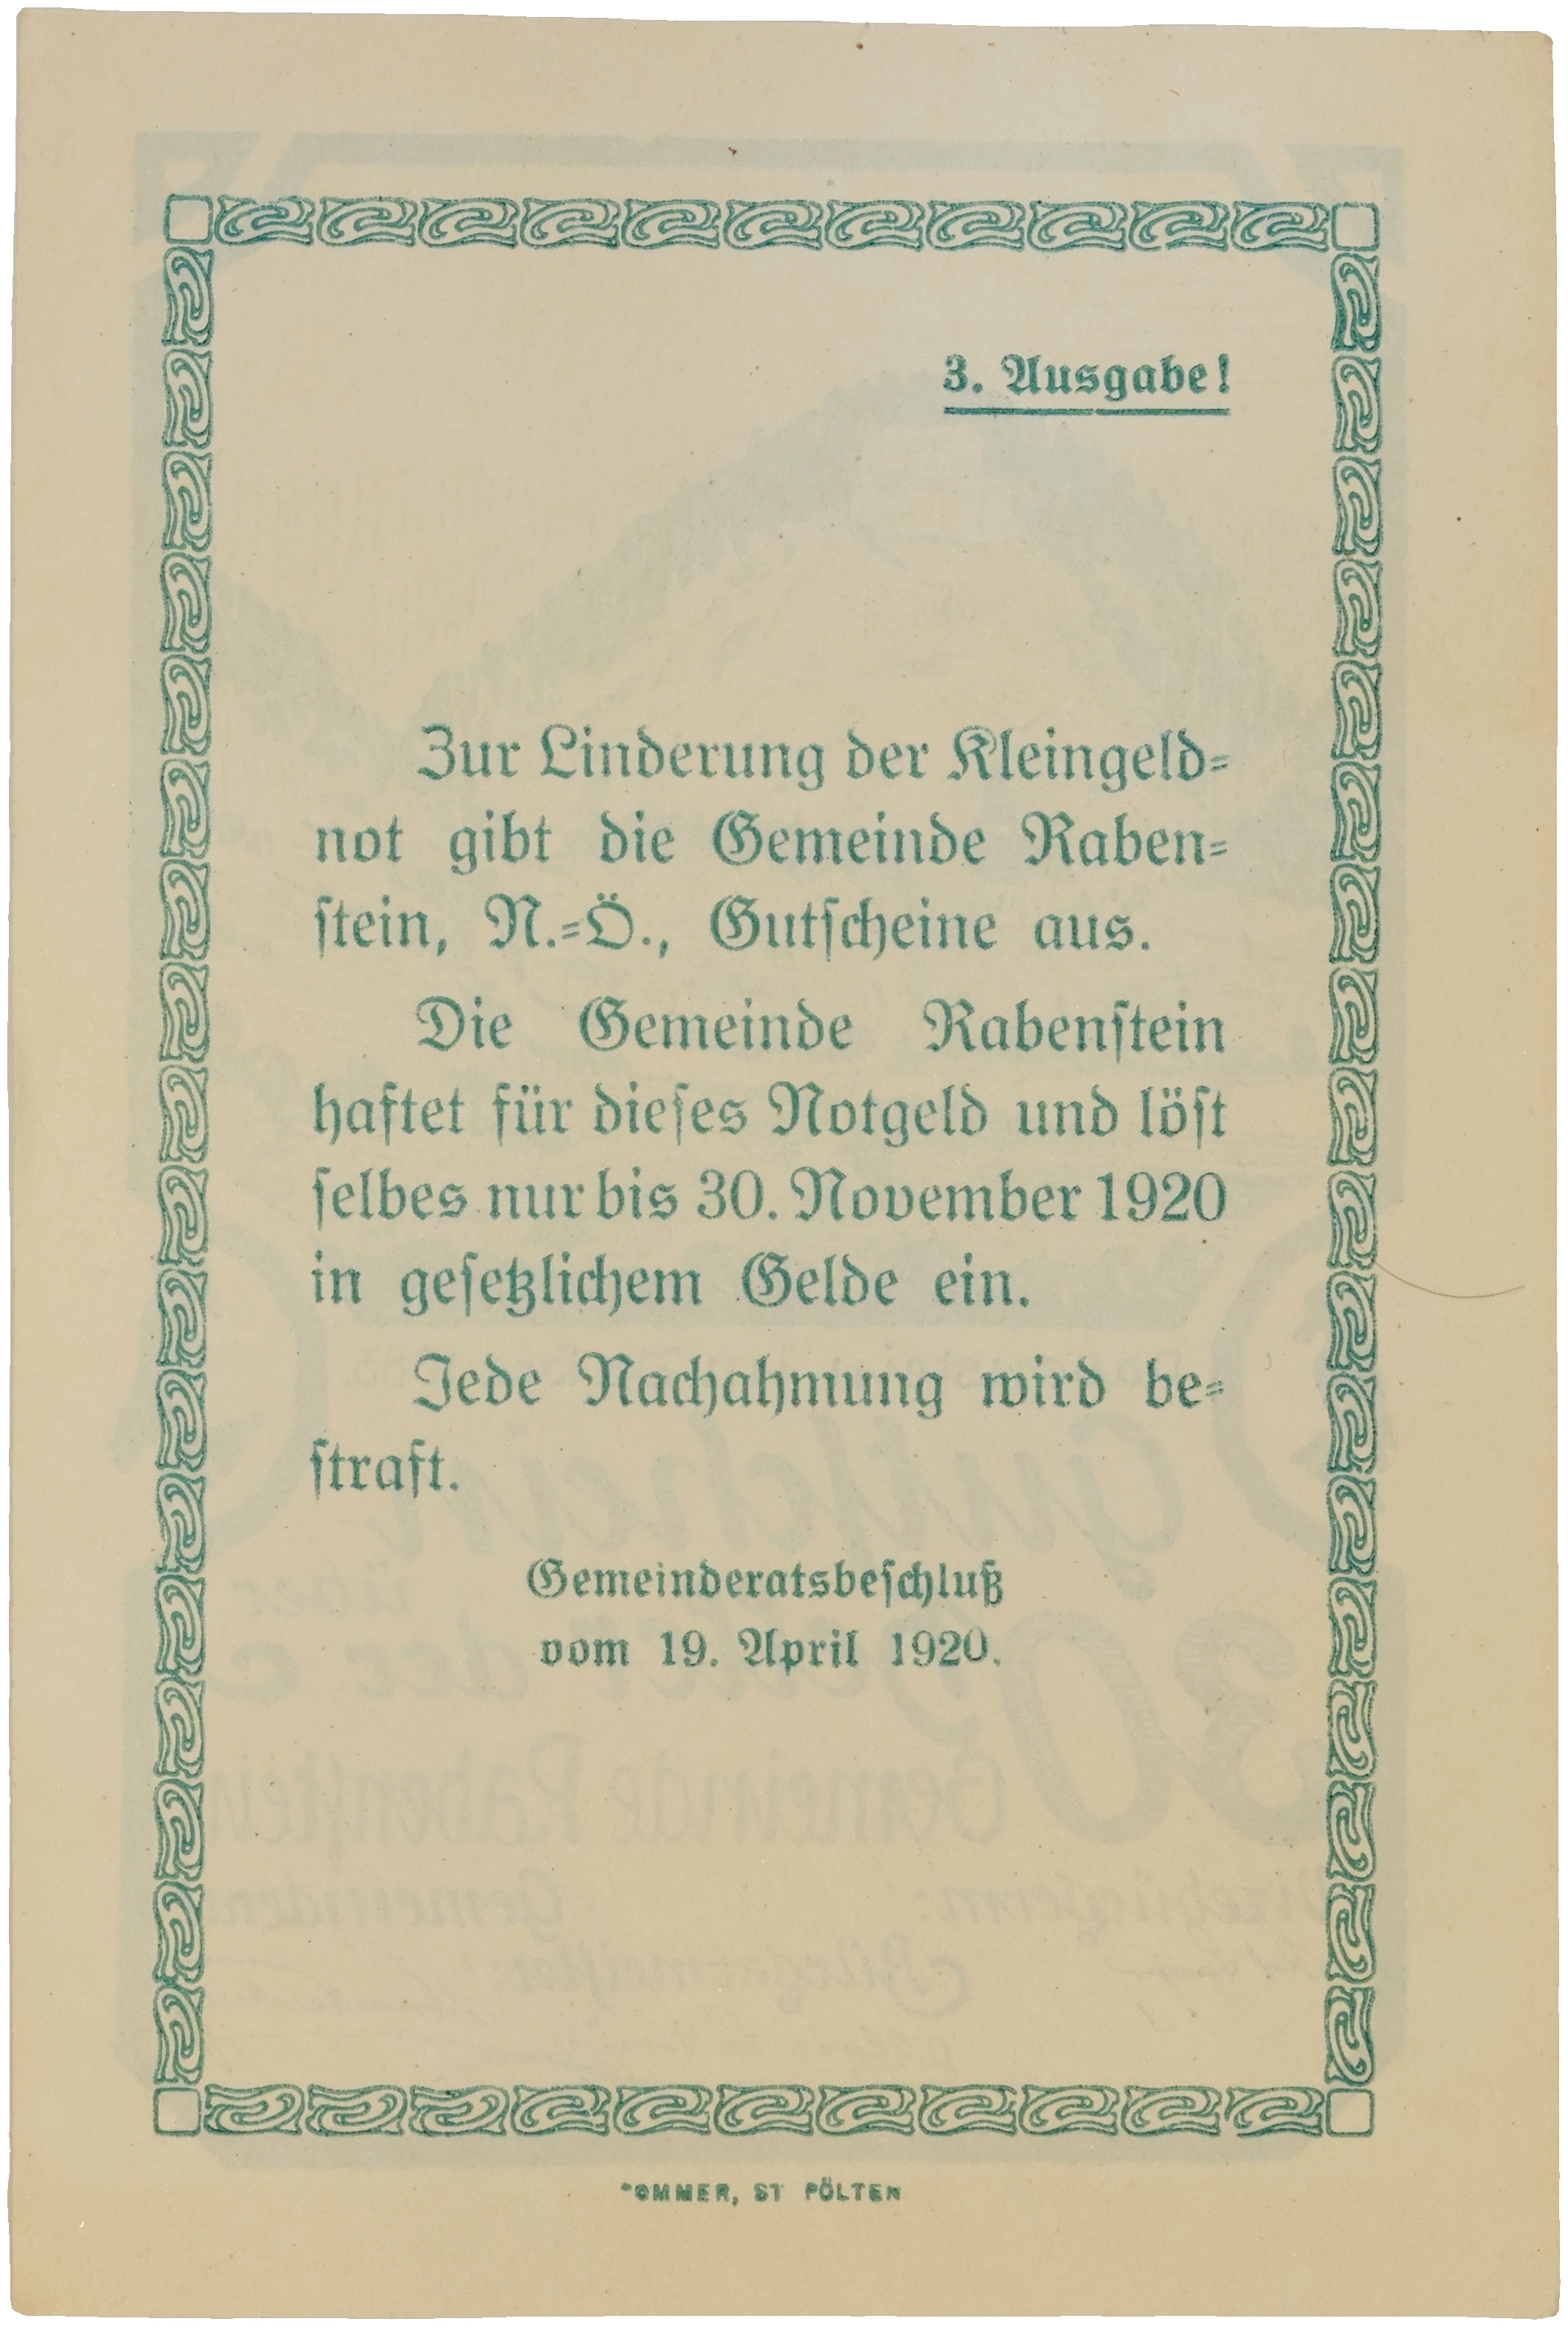 3. Ausgabe!
Zur Linderung der Kleingeld-
not gibt die Gemeinde Raben-
stein, N.-Ö., Gutscheine aus.
Die Gemeinde Rabenstein
haftet für dieses Notgeld und löst
selbes nur bis 30. November 1920
in gesetzlichem Gelde ein.
Jede Nachahmung wird be-
straft.
Gemeinderatsbeschluß
vom 19. April 1920.
ST PÖLTEN